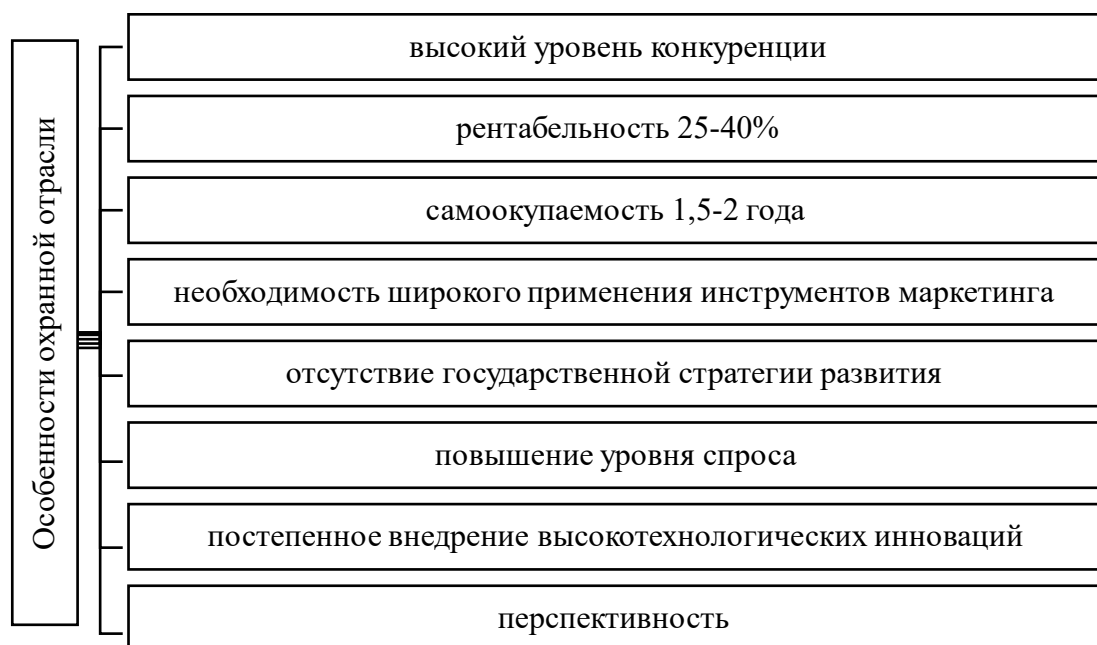 Особенности охранной отрасли
высокий уровень конкуренции
рентабельность 25-40%
самоокупаемость 1,5-2 года
необходимость широкого применения инструментов маркетинга
отсутствие государственной стратегии развития
повышение уровня спроса
постепенное внедрение высокотехнологических инноваций
перспективность